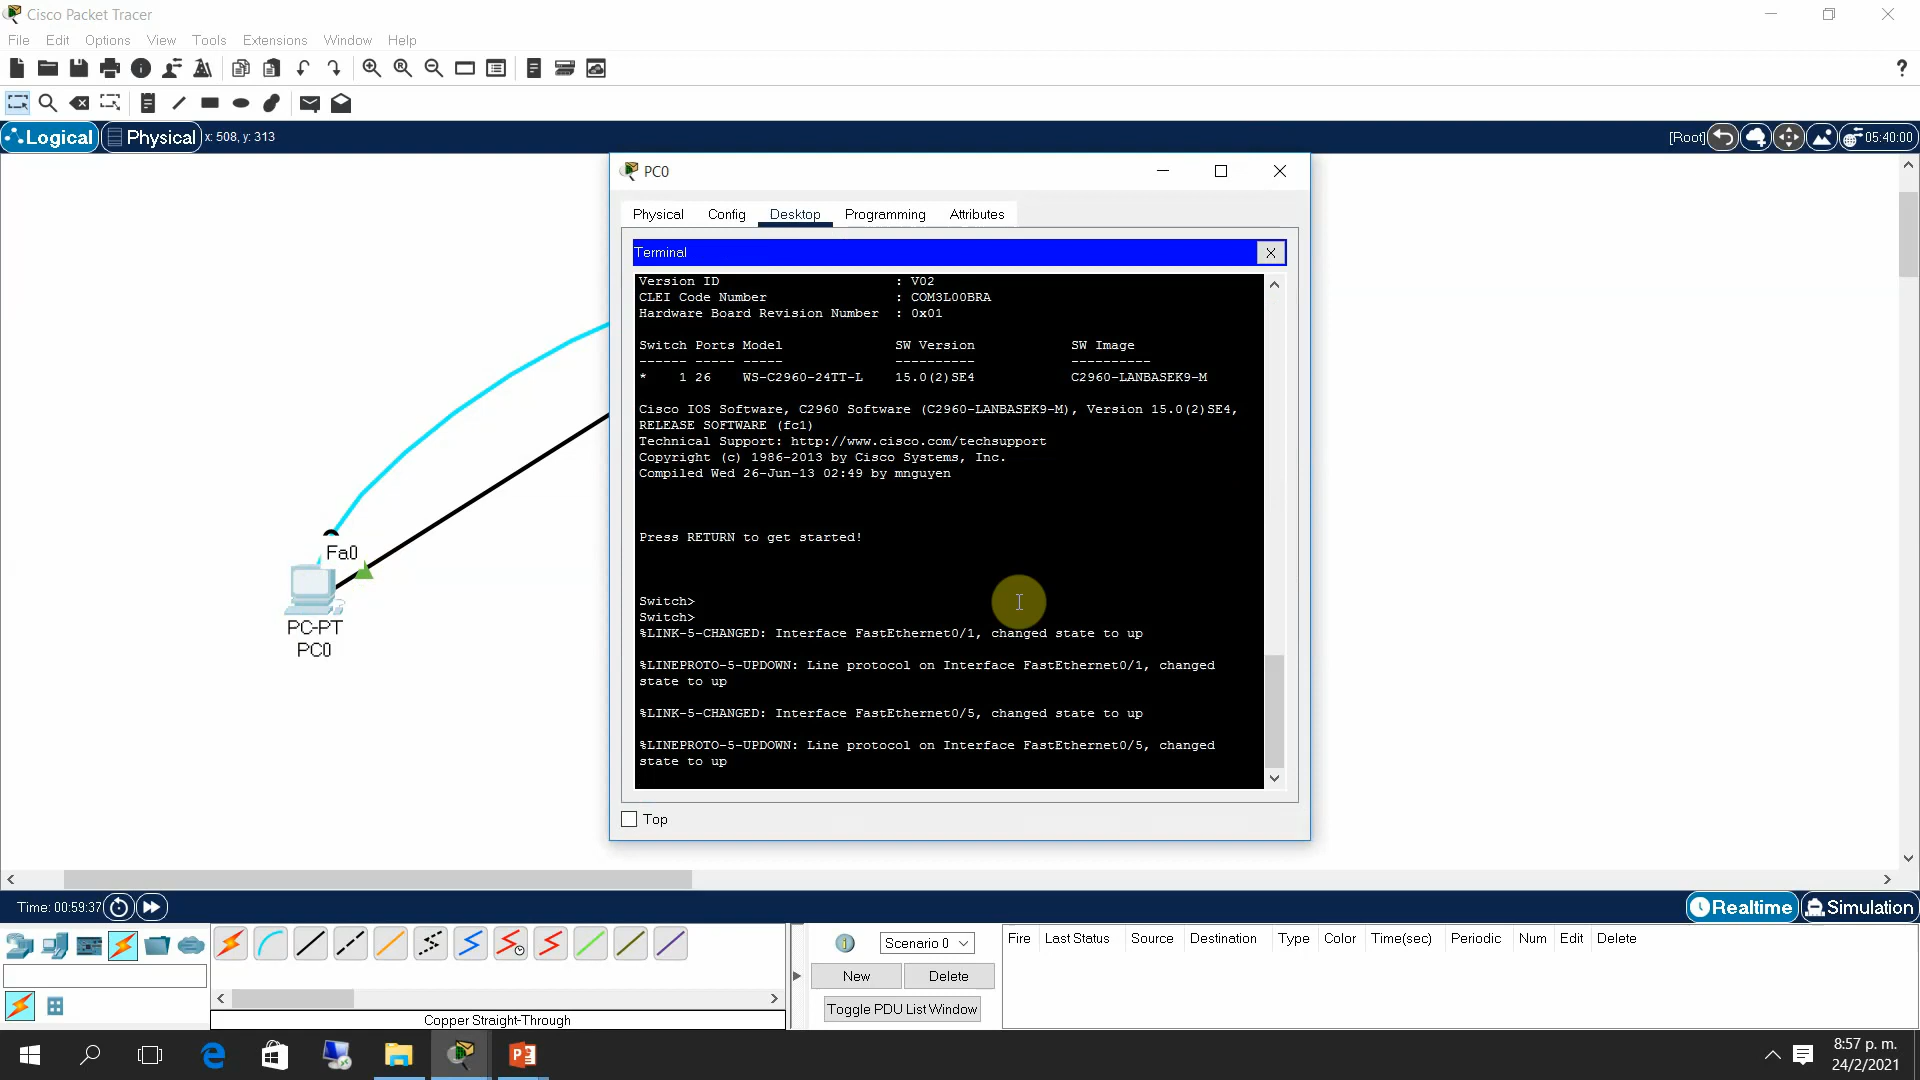 Cisco Packet Tracer
File Edit Options View Tools Extensions Window Help
Logical Physical x: 508, y: 313 [Root] 05:40:00
PC0
Physical Config Desktop Programming Attributes
Terminal
Version ID : V02
CLEI Code Number : COM3L00BRA
Hardware Board Revision Number : 0x01
Switch Ports Model SW Version SW Image
------ ----- ----- ---------- ----------
* 1 26 WS-C2960-24TT-L 15.0(2)SE4 C2960-LANBASEK9-M
Cisco IOS Software, C2960 Software (C2960-LANBASEK9-M), Version 15.0(2)SE4,
RELEASE SOFTWARE (fc1)
Technical Support: http://www.cisco.com/techsupport
Copyright (c) 1986-2013 by Cisco Systems, Inc.
Compiled Wed 26-Jun-13 02:49 by mnguyen
Press RETURN to get started!
Switch>
Switch>
%LINK-5-CHANGED: Interface FastEthernet0/1, changed state to up
%LINEPROTO-5-UPDOWN: Line protocol on Interface FastEthernet0/1, changed
state to up
%LINK-5-CHANGED: Interface FastEthernet0/5, changed state to up
%LINEPROTO-5-UPDOWN: Line protocol on Interface FastEthernet0/5, changed
state to up
Top
Fa0
PC-PT
PC0
Time: 00:59:37 Realtime Simulation
Scenario 0
New Delete
Toggle PDU List Window
Fire Last Status Source Destination Type Color Time(sec) Periodic Num Edit Delete
Copper Straight-Through
8:57 p. m.
24/2/2021